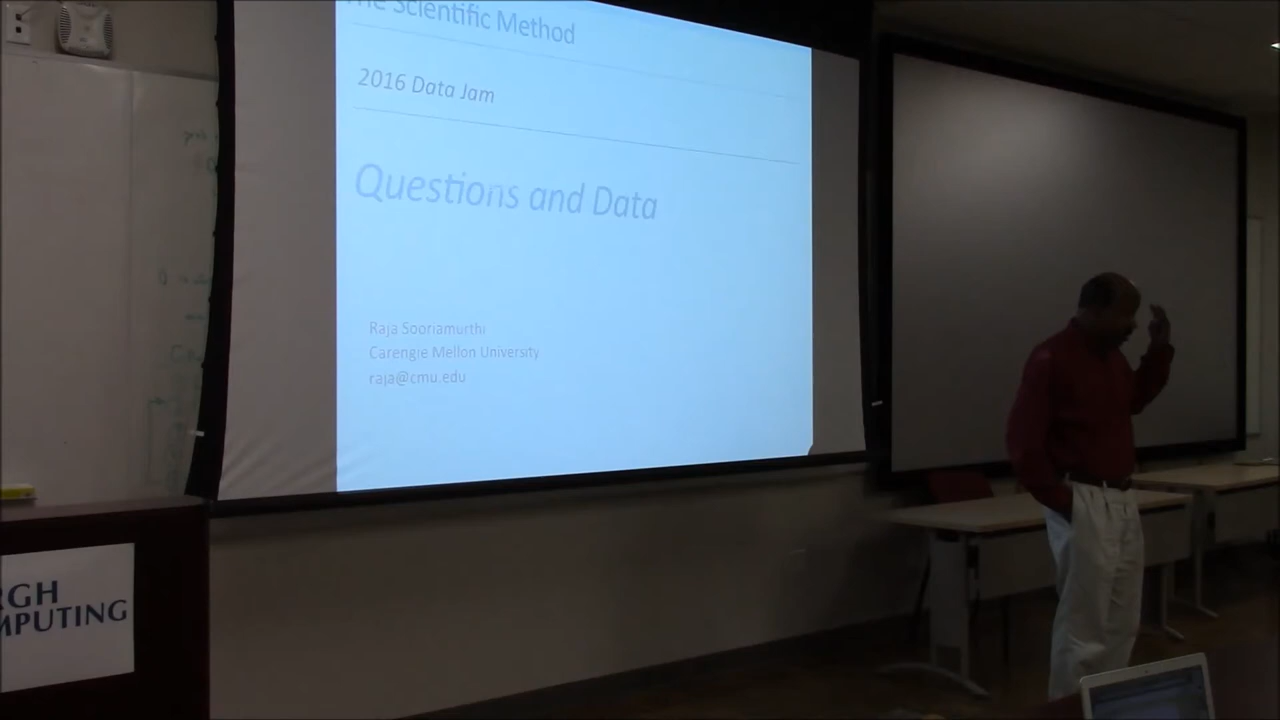 The Scientific Method
2016 Data Jam
Questions and Data
Raja Sooriamurthi
Carengie Mellon University
raja@cmu.edu
RGH
MPUTING